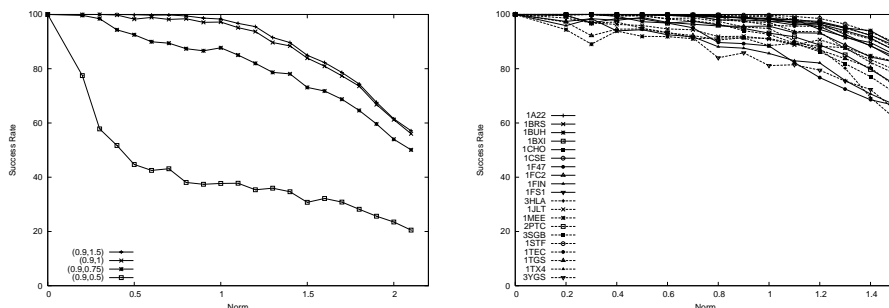 100
80
60
40
20
0
Success Rate
(0.9,1.5)
(0.9,1)
(0.9,0.75)
(0.9,0.5)
0 0.5 1 1.5 2
Norm
100
80
60
40
20
0
Success Rate
1A22
1BRS
1BUH
1BXI
1CHO
1CSE
1F47
1FC2
1FIN
1FS1
3HLA
1JLT
1MEE
2PTC
3SGB
1STF
1TEC
1TGS
1TX4
3YGS
0 0.2 0.4 0.6 0.8 1 1.2 1.4
Norm